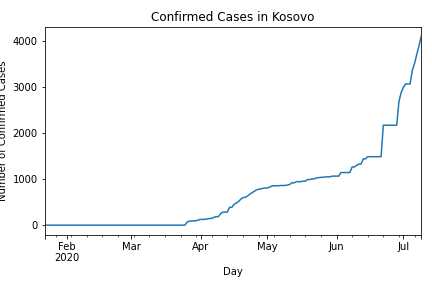 Confirmed Cases in Kosovo
Number of Confirmed Cases
4000
3000
2000
1000
0
Feb
2020
Mar
Apr
May
Jun
Jul
Day